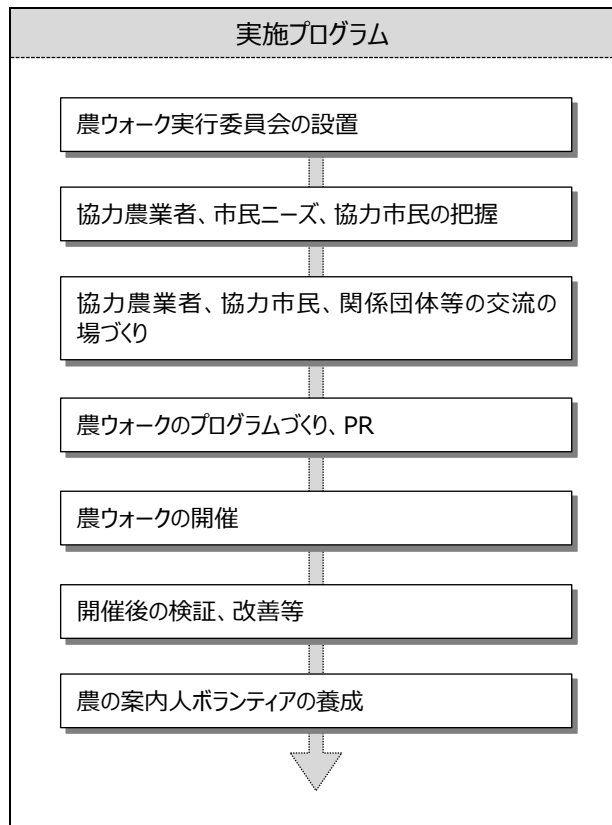 実施プログラム
農ウォーク実行委員会の設置
協力農業者、市民ニーズ、協力市民の把握
協力農業者、協力市民、関係団体等の交流の
場づくり
農ウォークのプログラムづくり、PR
農ウォークの開催
開催後の検証、改善等
農の案内人ボランティアの養成